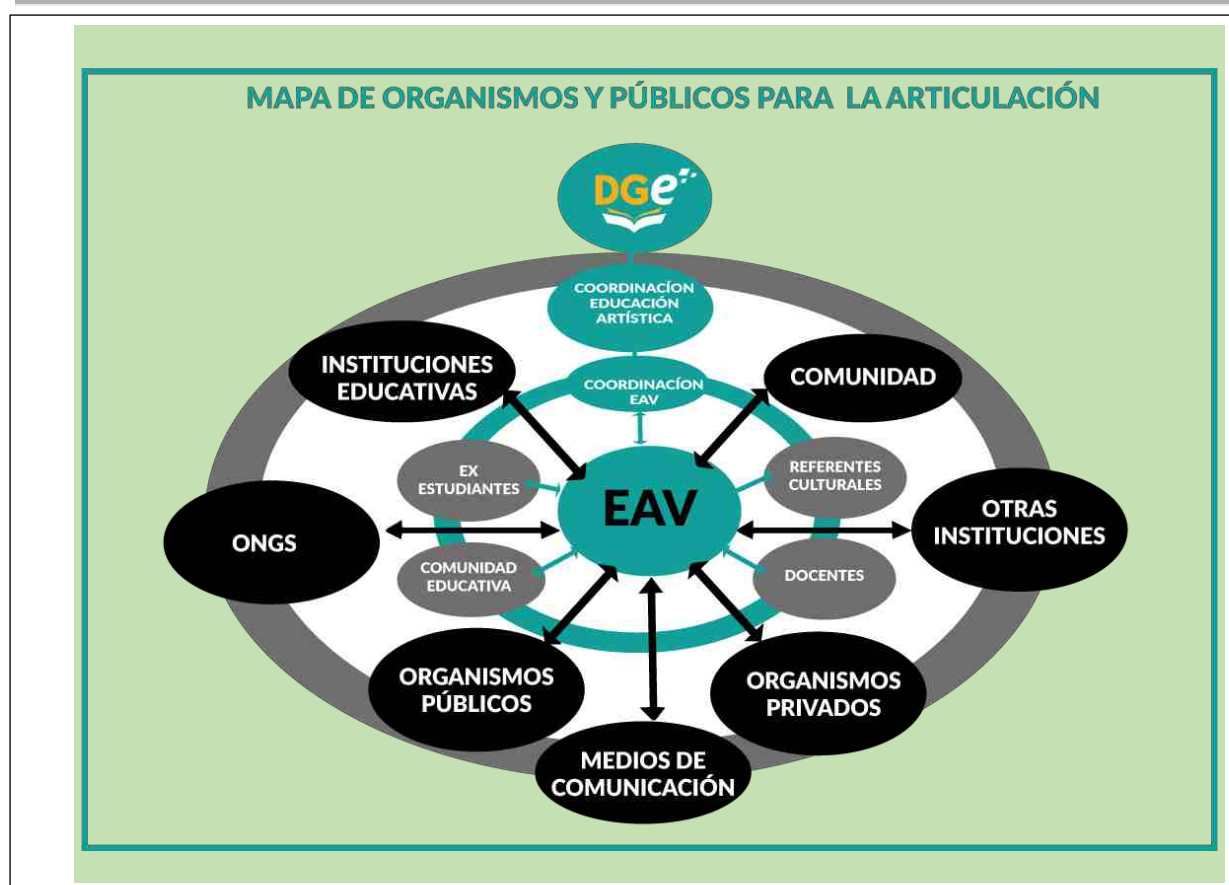 MAPA DE ORGANISMOS Y PÚBLICOS PARA LA ARTICULACIÓN
DGe
COORDINACÍON
EDUCACIÓN
ARTÍSTICA
INSTITUCIONES
EDUCATIVAS
COORDINACÍON
EAV
COMUNIDAD
EX
ESTUDIANTES
REFERENTES
CULTURALES
EAV
ONGS
OTRAS
INSTITUCIONES
COMUNIDAD
EDUCATIVA
DOCENTES
ORGANISMOS
PÚBLICOS
ORGANISMOS
PRIVADOS
MEDIOS DE
COMUNICACIÓN